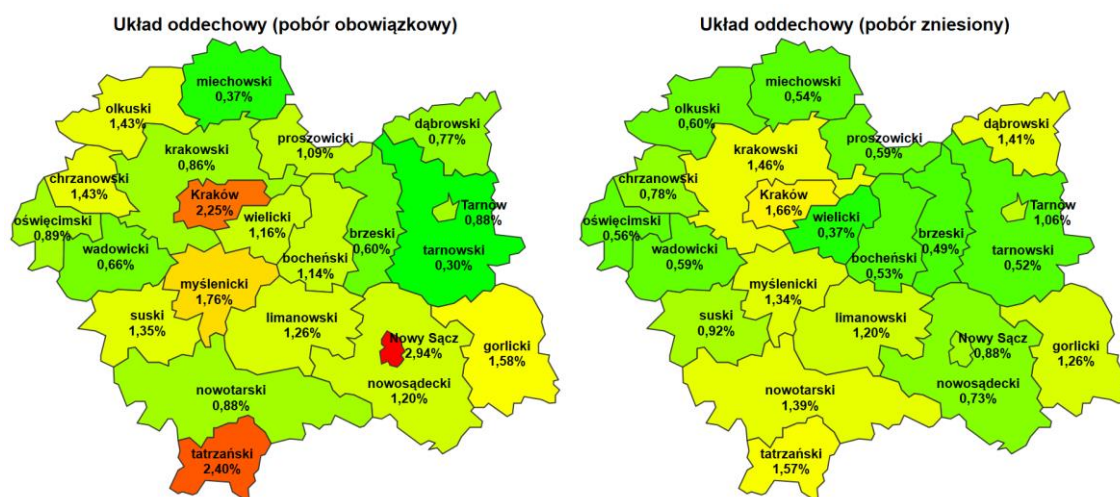 Układ oddechowy (pobór obowiązkowy)
miechowski
0,37%
olkuski
1,43%
dąbrowski
0,77%
proszowicki
1,09%
krakowski
0,86%
chrzanowski
1,43%
Kraków
2,25%
Tarnów
0,88%
oświęcimski
0,89%
wielicki
1,16%
brzeski
0,60%
wadowicki
0,66%
tarnowski
0,30%
bocheński
1,14%
myślenicki
1,76%
suski
1,35%
limanowski
1,26%
Nowy Sącz
2,94%
gorlicki
1,58%
nowosądecki
1,20%
nowotarski
0,88%
tatrzański
2,40%
Układ oddechowy (pobór zniesiony)
miechowski
0,54%
olkuski
0,60%
dąbrowski
1,41%
proszowicki
0,59%
krakowski
1,46%
chrzanowski
0,78%
Kraków
1,66%
Tarnów
1,06%
oświęcimski
0,56%
wielicki
0,37%
brzeski
0,49%
wadowicki
0,59%
tarnowski
0,52%
bocheński
0,53%
myślenicki
1,34%
suski
0,92%
limanowski
1,20%
Nowy Sącz
0,88%
gorlicki
1,26%
nowosądecki
0,73%
nowotarski
1,39%
tatrzański
1,57%